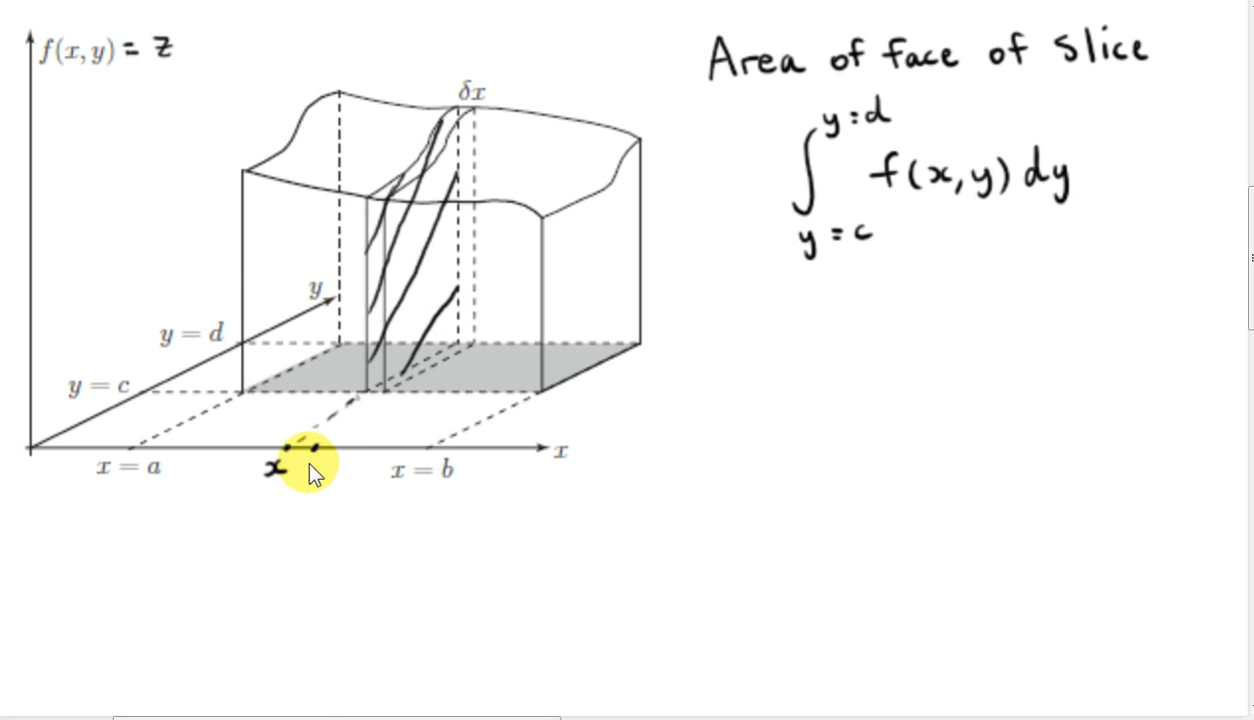 f(x, y) = z
δx
y
y = d
y = c
x = a
x
x = b
x
Area of face of slice
∫ y=d y=c f(x,y) dy